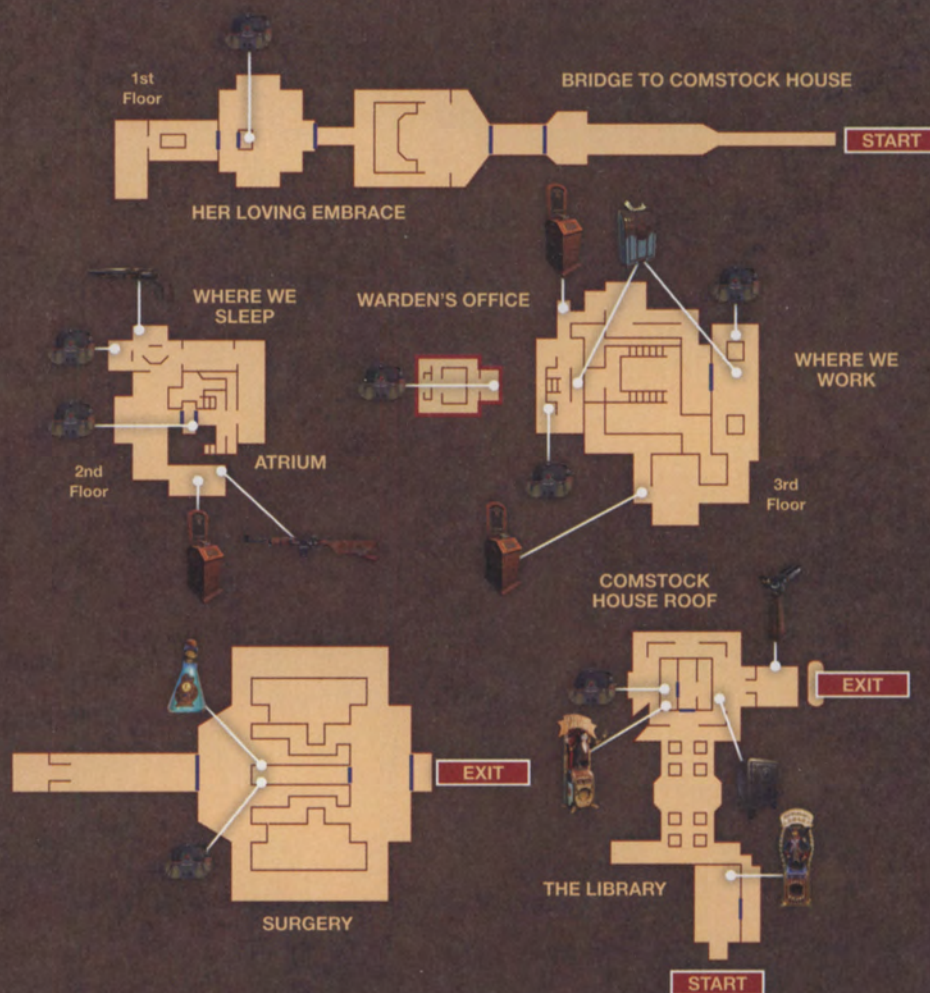 1st
Floor
BRIDGE TO COMSTOCK HOUSE
START
HER LOVING EMBRACE
WHERE WE
SLEEP
WARDEN'S OFFICE
WHERE WE
WORK
ATRIUM
2nd
Floor
3rd
Floor
COMSTOCK
HOUSE ROOF
EXIT
EXIT
THE LIBRARY
SURGERY
START